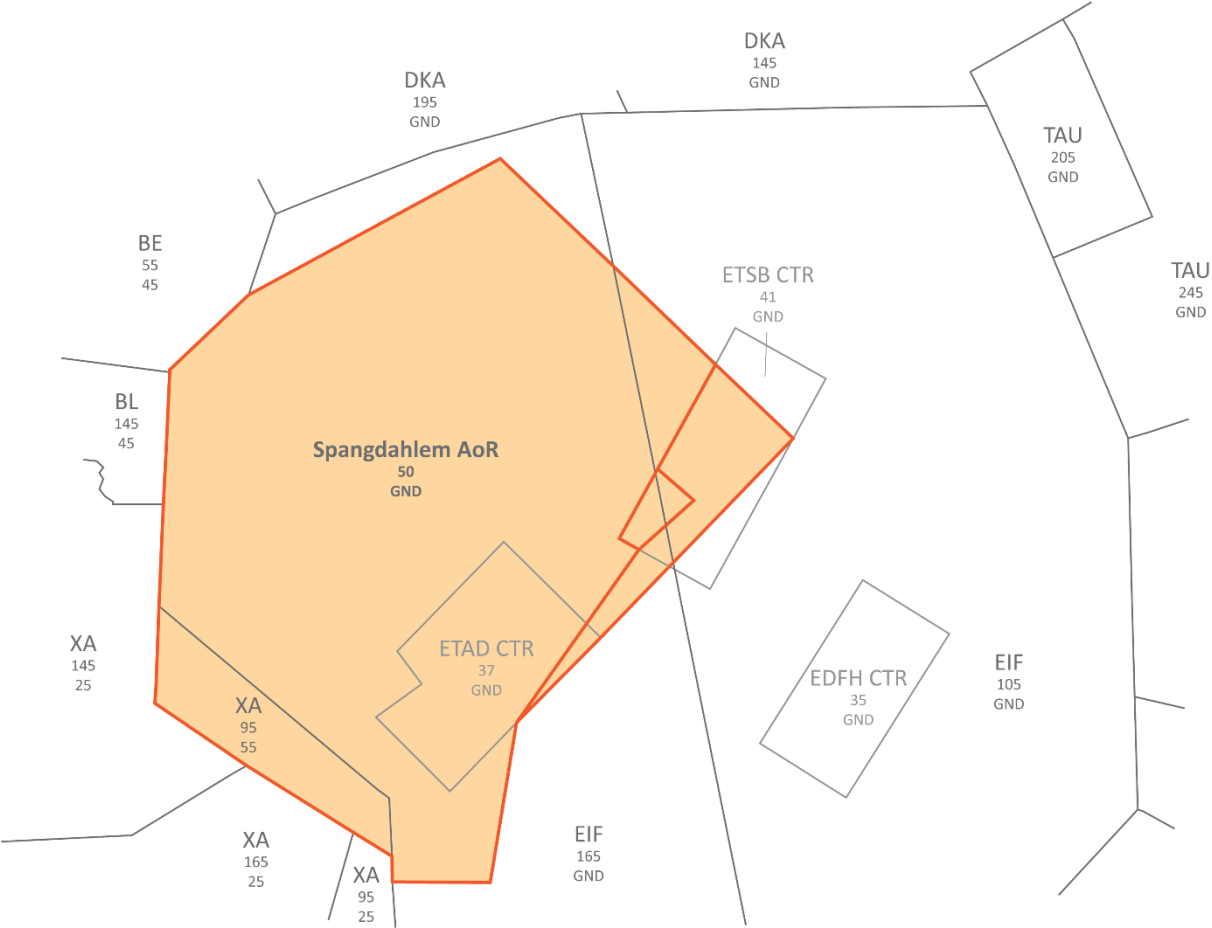 DKA
145
GND
DKA
195
GND
TAU
205
GND
BE
55
45
ETSB CTR
41
GND
TAU
245
GND
BL
145
45
Spangdahlem AoR
50
GND
XA
145
25
ETAD CTR
37
GND
EDFH CTR
35
GND
EIF
105
GND
XA
95
55
XA
165
25
EIF
165
GND
XA
95
25